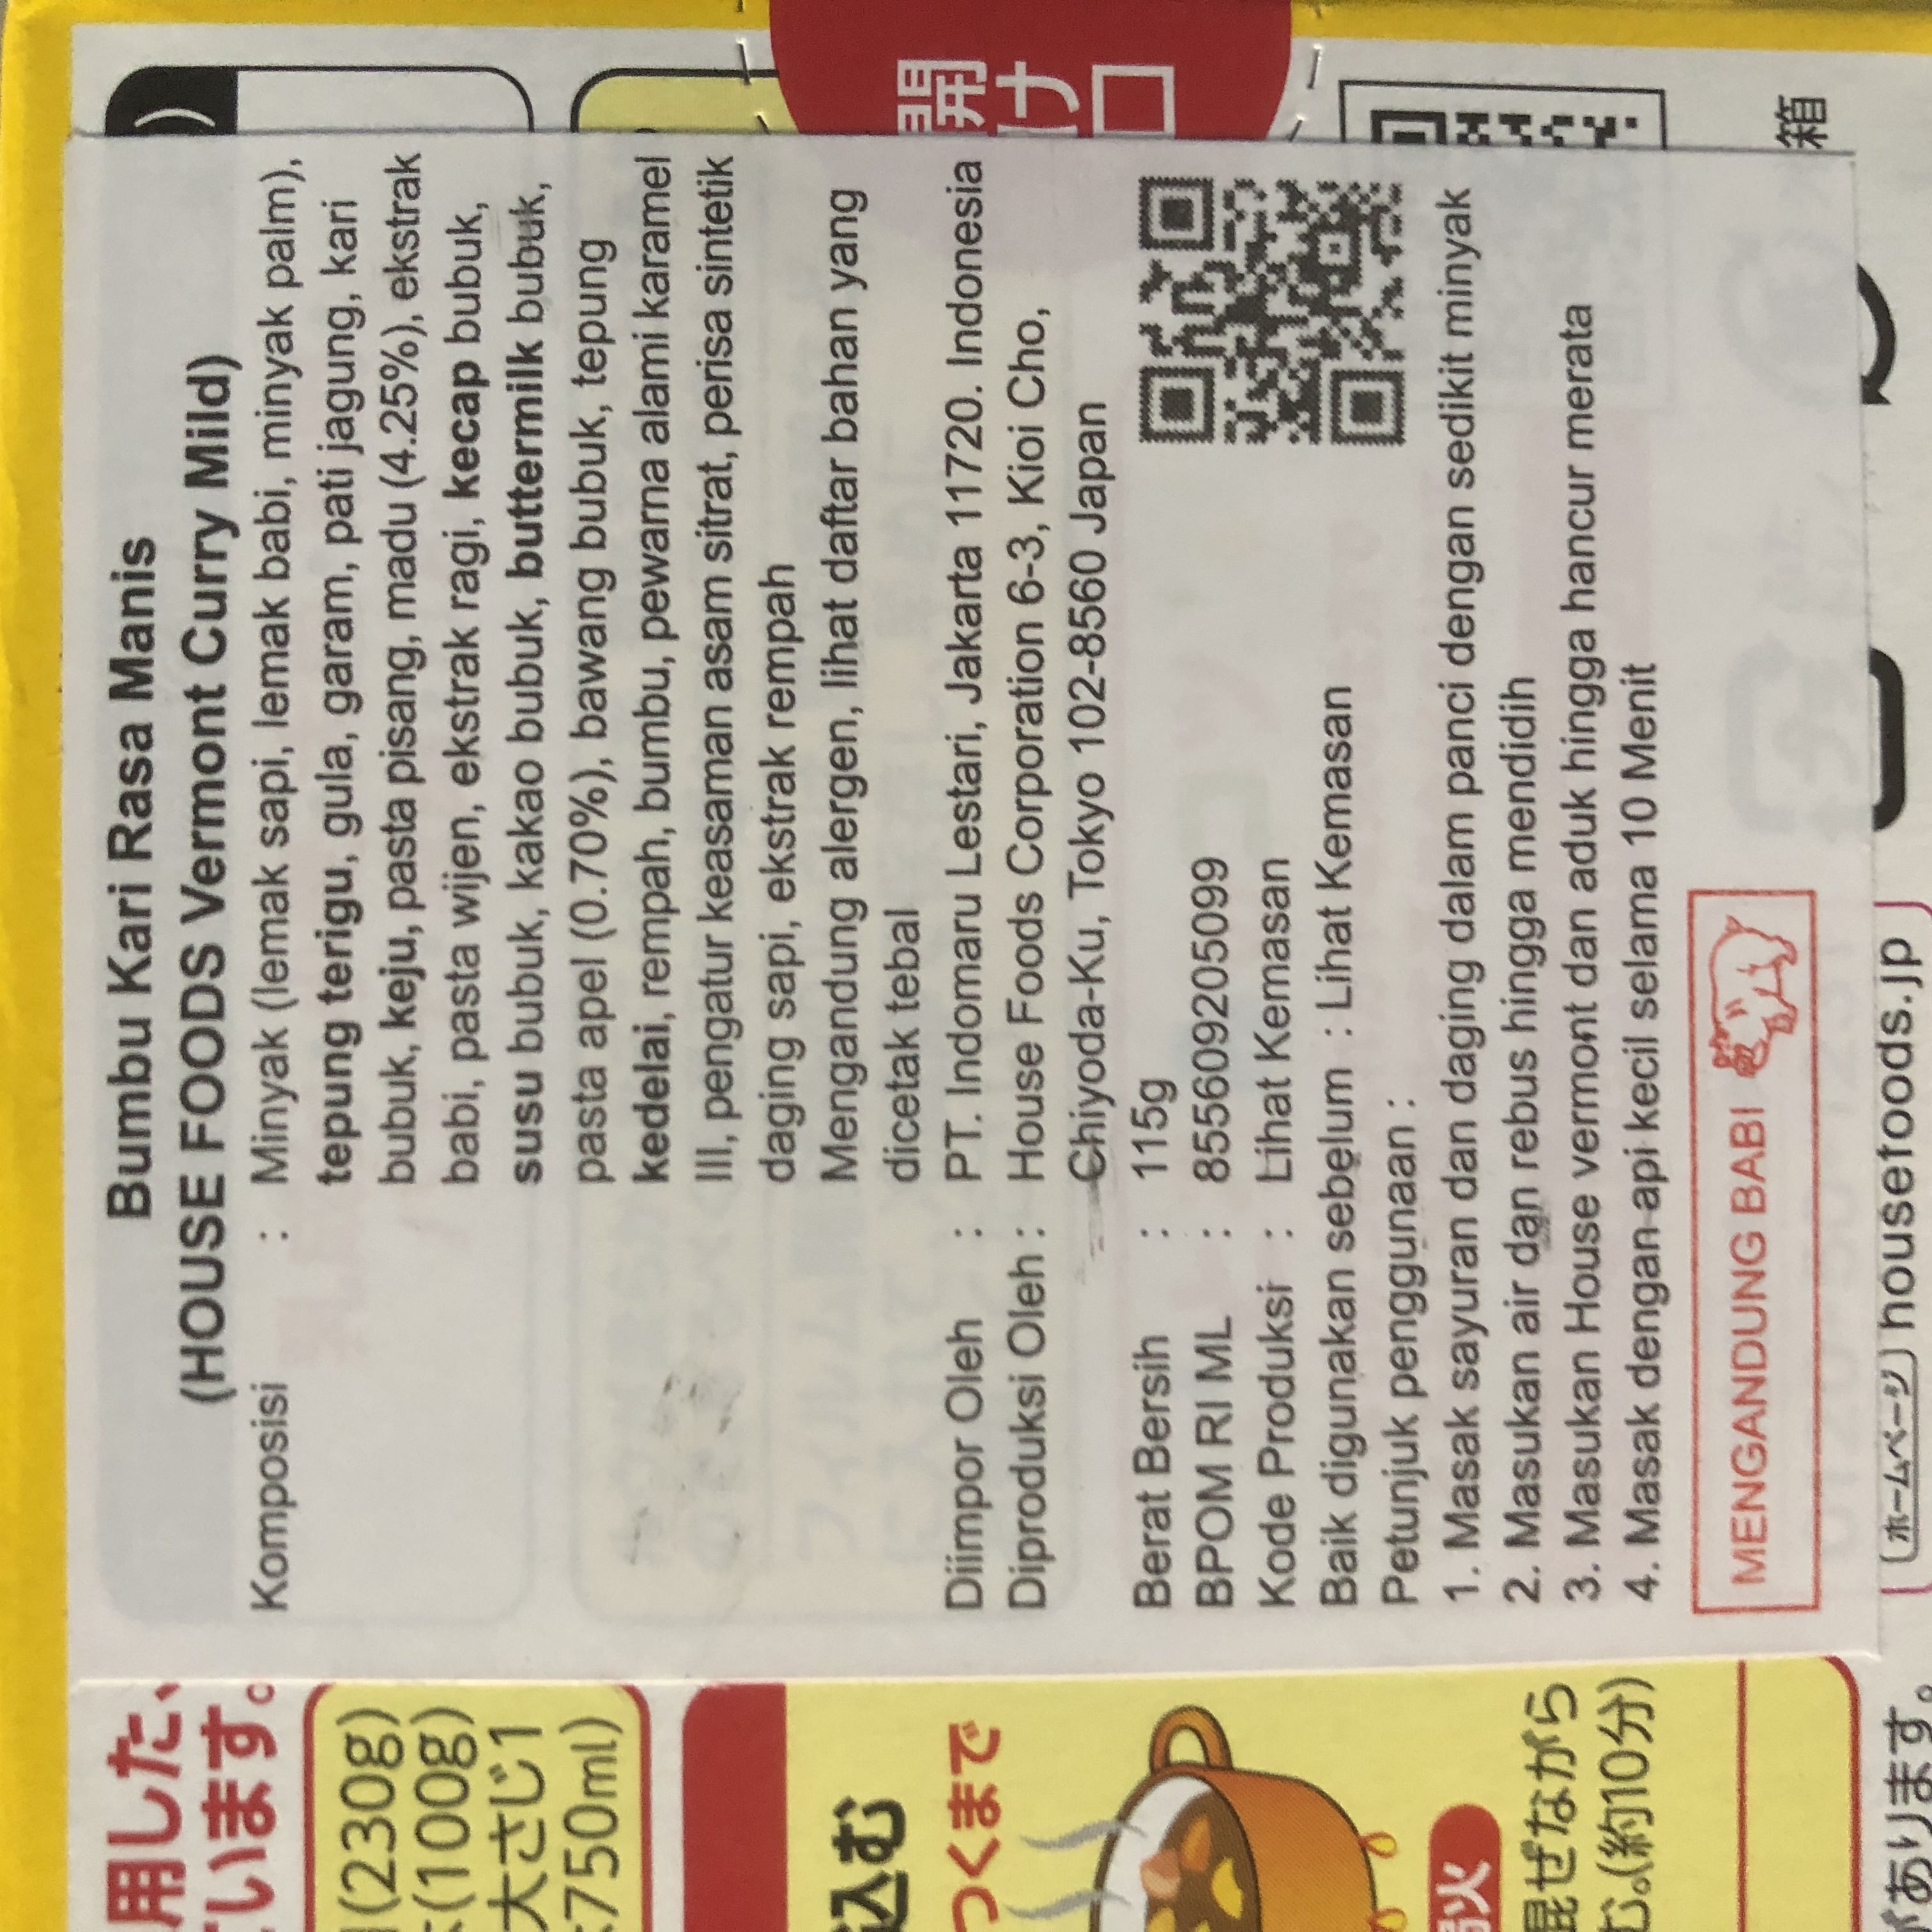 用した、
ています。
(230g)
(100g)
大さじ1
750ml)
込む
つくまで
混ぜながら
む。(約10分)
があります。
Bumbu Kari Rasa Manis
(HOUSE FOODS Vermont Curry Mild)
Komposisi : Minyak (lemak sapi, lemak babi, minyak palm),
tepung terigu, gula, garam, pati jagung, kari
bubuk, keju, pasta pisang, madu (4.25%), ekstrak
babi, pasta wijen, ekstrak ragi, kecap bubuk,
susu bubuk, kakao bubuk, buttermilk bubuk,
pasta apel (0.70%), bawang bubuk, tepung
kedelai, rempah, bumbu, pewarna alami karamel
III, pengatur keasaman asam sitrat, perisa sintetik
daging sapi, ekstrak rempah
Mengandung alergen, lihat daftar bahan yang
dicetak tebal
Diimpor Oleh : PT. Indomaru Lestari, Jakarta 11720. Indonesia
Diproduksi Oleh : House Foods Corporation 6-3, Kioi Cho,
Chiyoda-Ku, Tokyo 102-8560 Japan
Berat Bersih : 115g
BPOM RI ML : 855609205099
Kode Produksi : Lihat Kemasan
Baik digunakan sebelum : Lihat Kemasan
Petunjuk penggunaan :
1. Masak sayuran dan daging dalam panci dengan sedikit minyak
2. Masukan air dan rebus hingga mendidih
3. Masukan House vermont dan aduk hingga hancur merata
4. Masak dengan api kecil selama 10 Menit
MENGANDUNG BABI
ホームページ housefoods.jp
開
け
口
箱